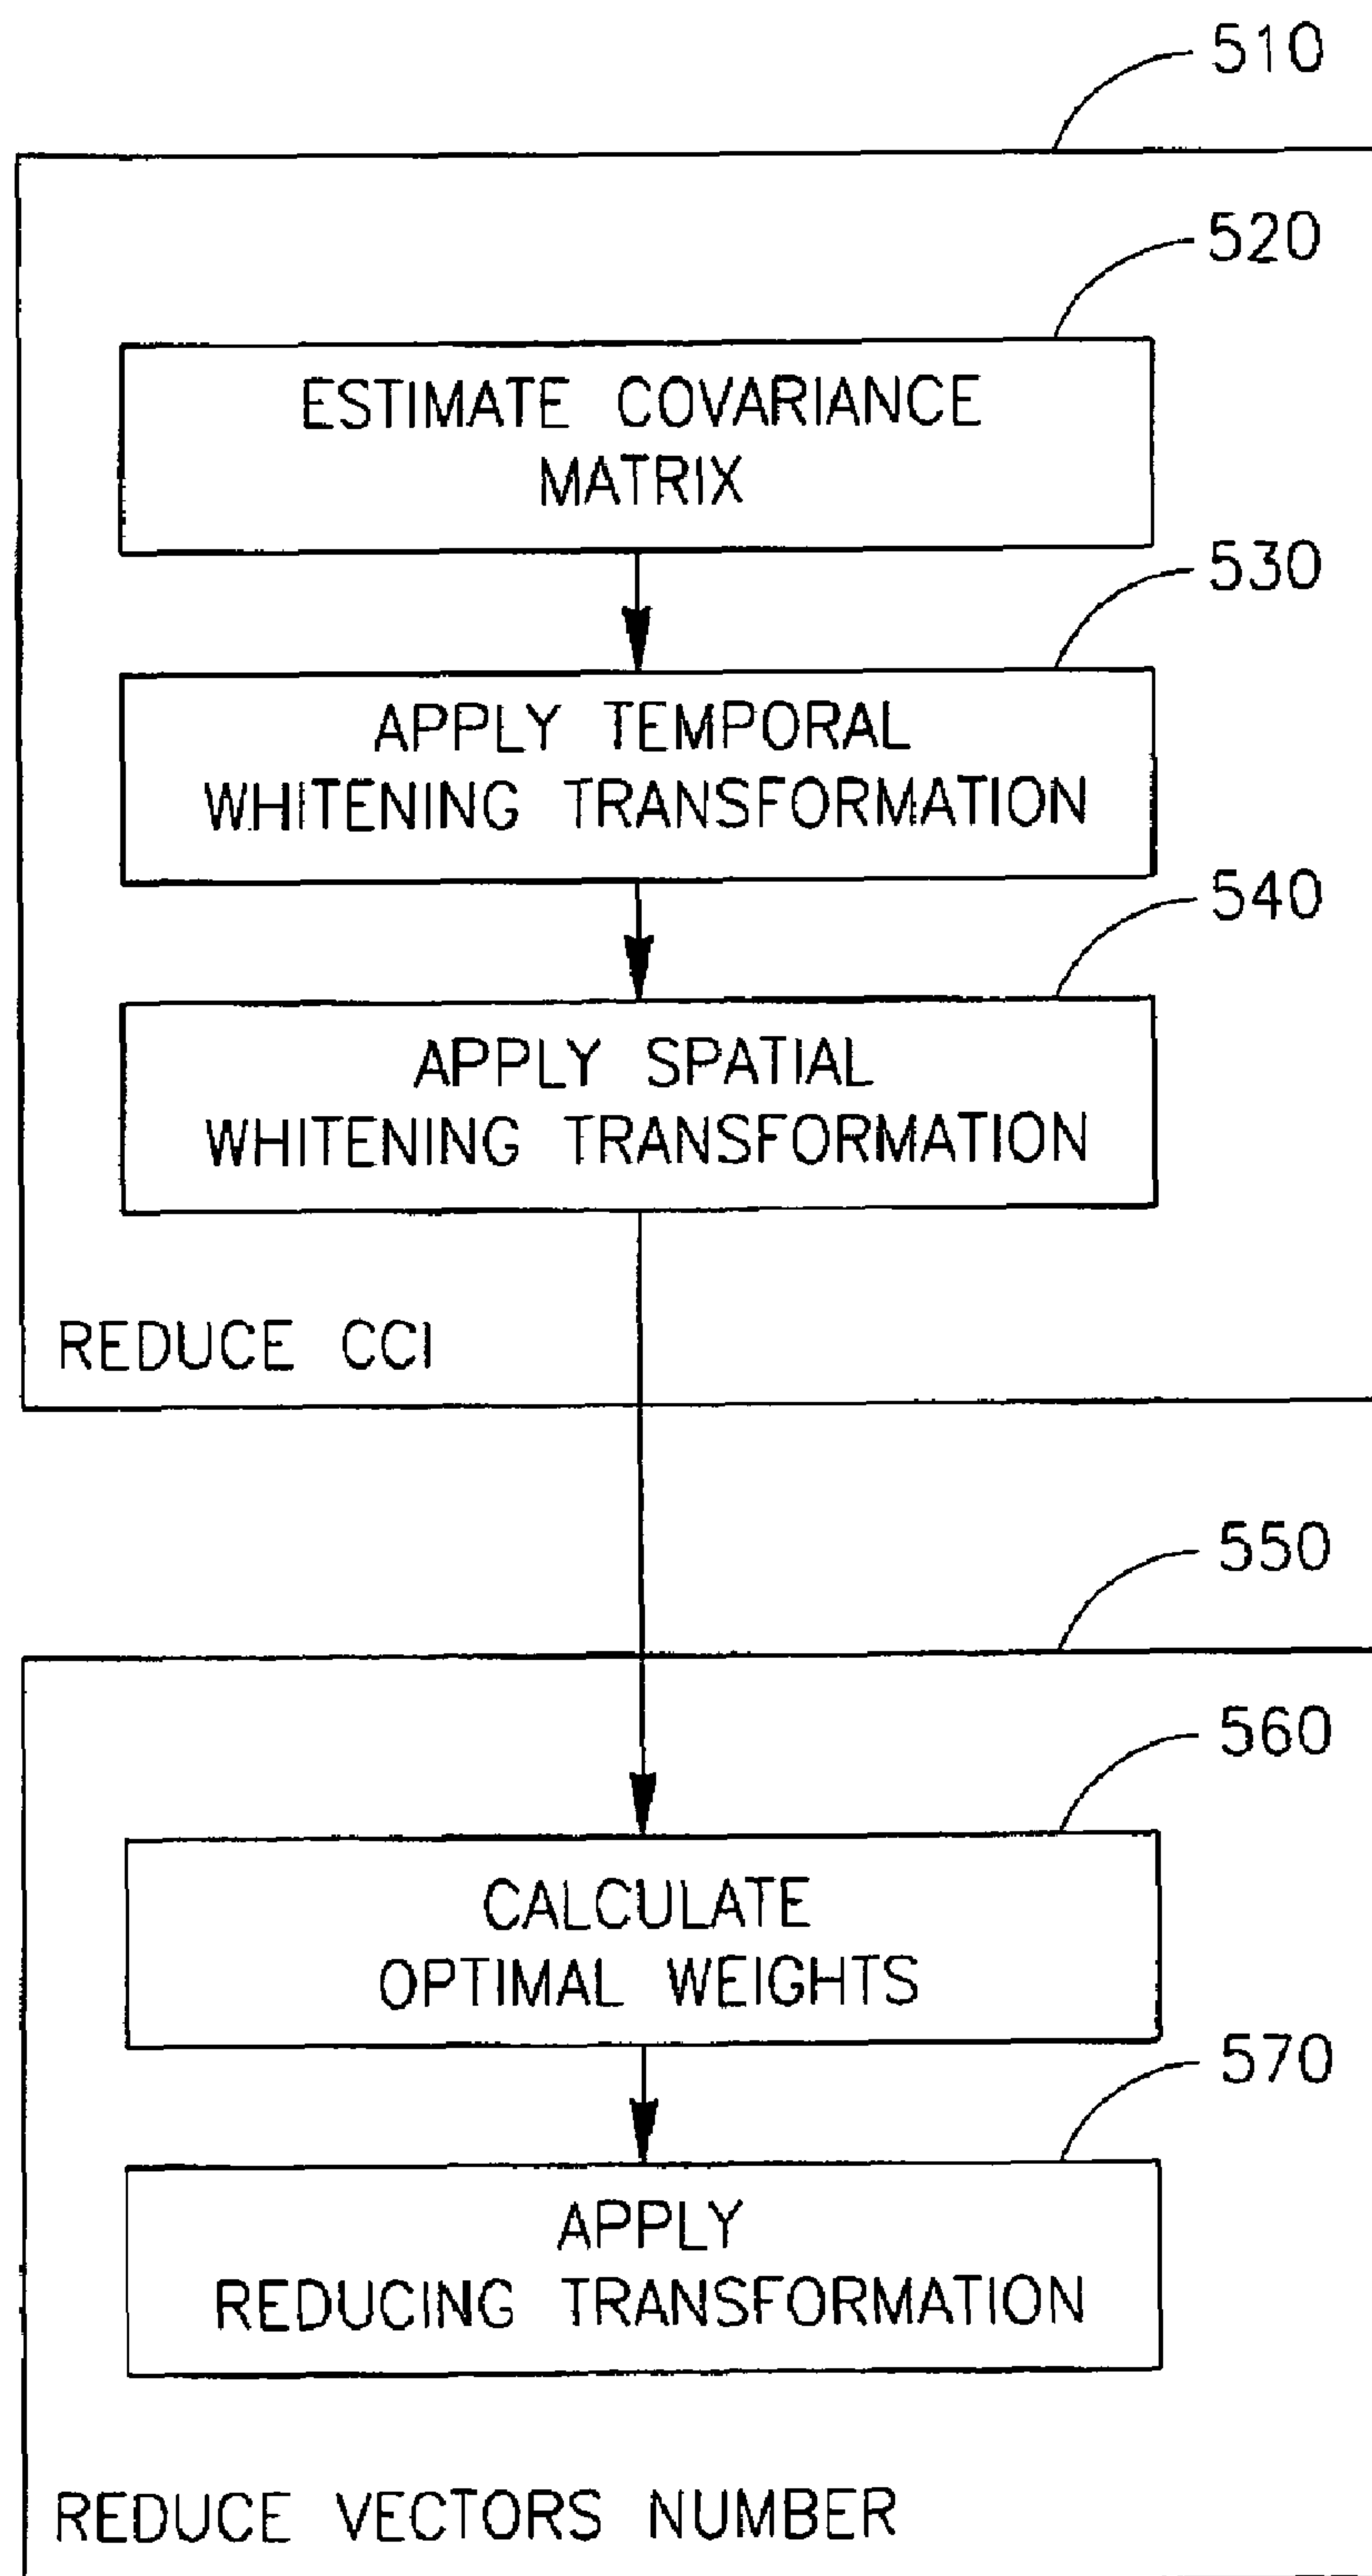 510
520
ESTIMATE COVARIANCE
MATRIX
530
APPLY TEMPORAL
WHITENING TRANSFORMATION
540
APPLY SPATIAL
WHITENING TRANSFORMATION
REDUCE CCI
550
560
CALCULATE
OPTIMAL WEIGHTS
570
APPLY
REDUCING TRANSFORMATION
REDUCE VECTORS NUMBER